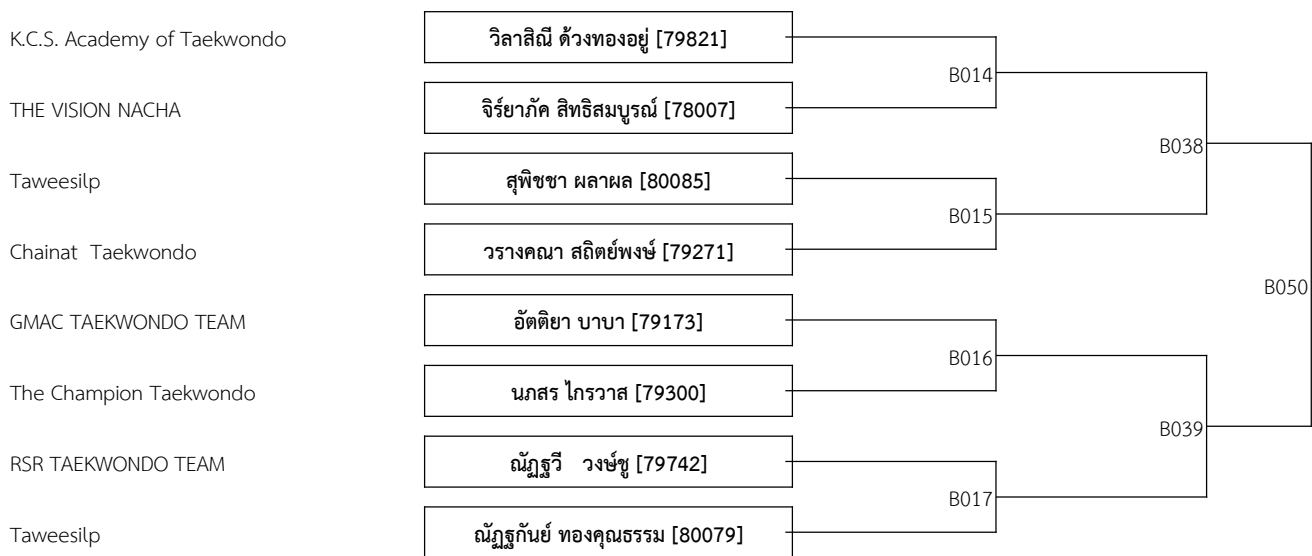 K.C.S. Academy of Taekwondo วิลาสิณี ด้วงทองอยู่ [79821]
B014
THE VISION NACHA จิร์ยาภัค สิทธิสมบูรณ์ [78007]
B038
Taweesilp สุพิชชา ผลาผล [80085]
B015
Chainat Taekwondo วรางคณา สถิตย์พงษ์ [79271]
B050
GMAC TAEKWONDO TEAM อัตติยา บาบา [79173]
B016
The Champion Taekwondo นภสร ไกรวาส [79300]
B039
RSR TAEKWONDO TEAM ณัฏฐวี วงษ์ชู [79742]
B017
Taweesilp ณัฏฐกันย์ ทองคุณธรรม [80079]